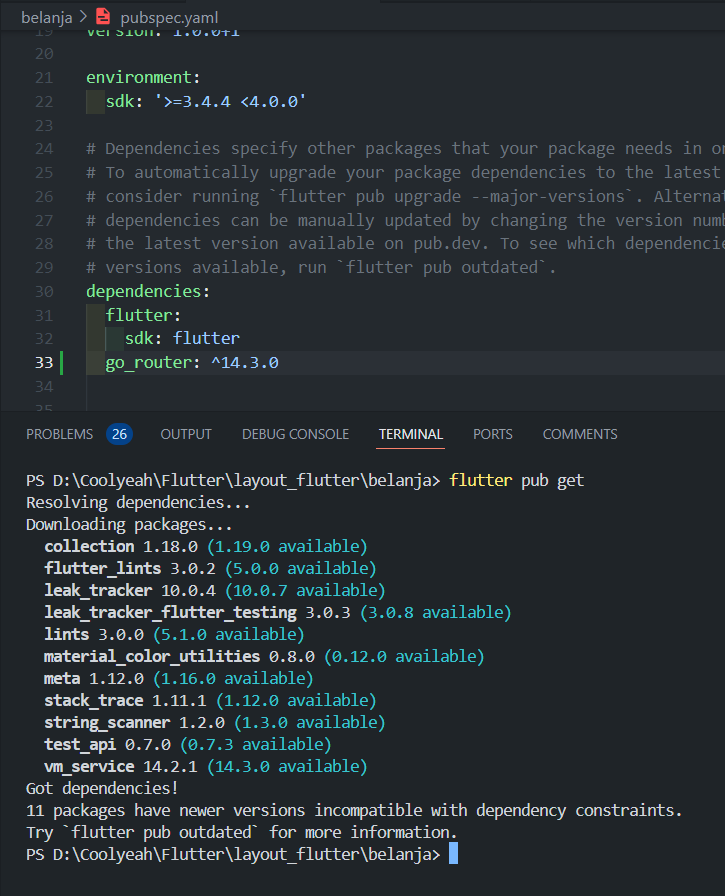 belanja > pubspec.yaml
19 version: 1.0.0+1
20
21 environment:
22 sdk: '>=3.4.4 <4.0.0'
23
24 # Dependencies specify other packages that your package needs in or
25 # To automatically upgrade your package dependencies to the latest
26 # consider running `flutter pub upgrade --major-versions`. Alternat
27 # dependencies can be manually updated by changing the version numb
28 # the latest version available on pub.dev. To see which dependencie
29 # versions available, run `flutter pub outdated`.
30 dependencies:
31 flutter:
32 sdk: flutter
33 go_router: ^14.3.0
34
35
PROBLEMS 26 OUTPUT DEBUG CONSOLE TERMINAL PORTS COMMENTS
PS D:\Coolyeah\Flutter\layout_flutter\belanja> flutter pub get
Resolving dependencies...
Downloading packages...
collection 1.18.0 (1.19.0 available)
flutter_lints 3.0.2 (5.0.0 available)
leak_tracker 10.0.4 (10.0.7 available)
leak_tracker_flutter_testing 3.0.3 (3.0.8 available)
lints 3.0.0 (5.1.0 available)
material_color_utilities 0.8.0 (0.12.0 available)
meta 1.12.0 (1.16.0 available)
stack_trace 1.11.1 (1.12.0 available)
string_scanner 1.2.0 (1.3.0 available)
test_api 0.7.0 (0.7.3 available)
vm_service 14.2.1 (14.3.0 available)
Got dependencies!
11 packages have newer versions incompatible with dependency constraints.
Try `flutter pub outdated` for more information.
PS D:\Coolyeah\Flutter\layout_flutter\belanja>